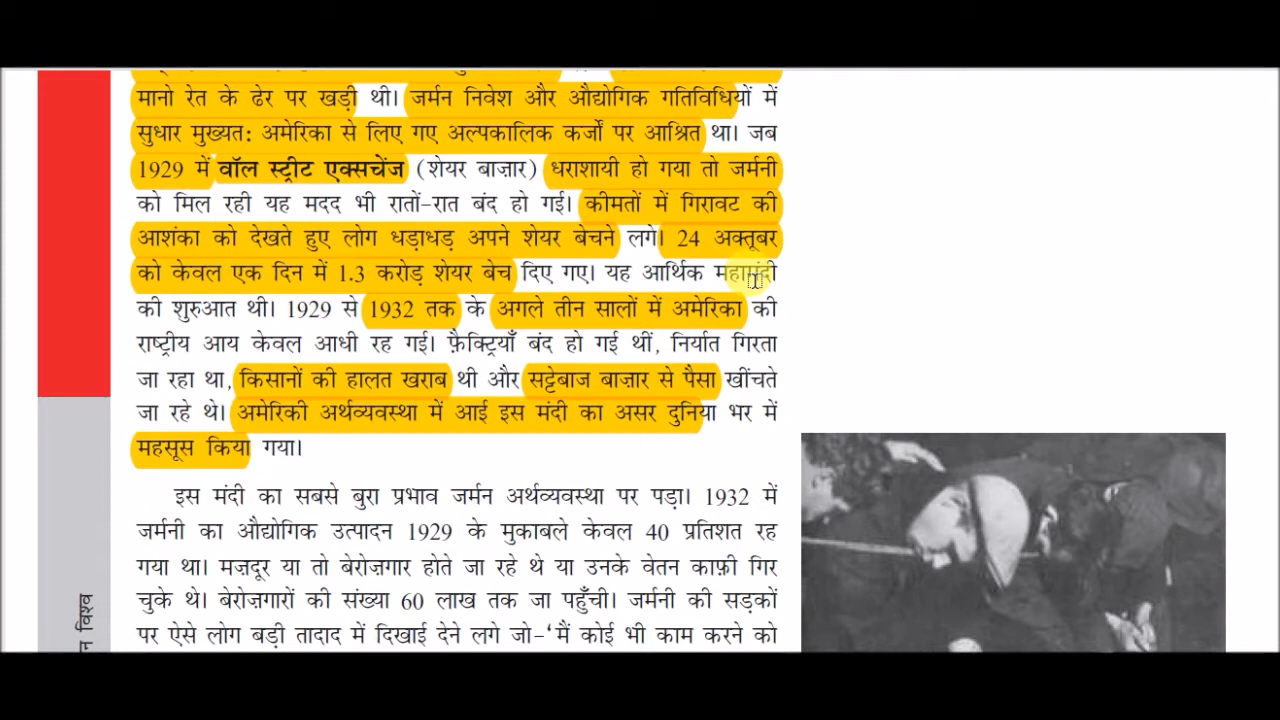 मानो रेत के ढेर पर खड़ी थी। जर्मन निवेश और औद्योगिक गतिविधियों में
सुधार मुख्यत: अमेरिका से लिए गए अल्पकालिक कर्जों पर आश्रित था। जब
1929 में वॉल स्ट्रीट एक्सचेंज (शेयर बाज़ार) धराशायी हो गया तो जर्मनी
को मिल रही यह मदद भी रातों-रात बंद हो गई। कीमतों में गिरावट की
आशंका को देखते हुए लोग धड़ाधड़ अपने शेयर बेचने लगे। 24 अक्तूबर
को केवल एक दिन में 1.3 करोड़ शेयर बेच दिए गए। यह आर्थिक महामंदी
की शुरुआत थी। 1929 से 1932 तक के अगले तीन सालों में अमेरिका की
राष्ट्रीय आय केवल आधी रह गई। फ़ैक्ट्रियाँ बंद हो गई थीं, निर्यात गिरता
जा रहा था, किसानों की हालत खराब थी और सट्टेबाज बाज़ार से पैसा खींचते
जा रहे थे। अमेरिकी अर्थव्यवस्था में आई इस मंदी का असर दुनिया भर में
महसूस किया गया।
इस मंदी का सबसे बुरा प्रभाव जर्मन अर्थव्यवस्था पर पड़ा। 1932 में
जर्मनी का औद्योगिक उत्पादन 1929 के मुकाबले केवल 40 प्रतिशत रह
गया था। मज़दूर या तो बेरोज़गार होते जा रहे थे या उनके वेतन काफ़ी गिर
चुके थे। बेरोज़गारों की संख्या 60 लाख तक जा पहुँची। जर्मनी की सड़कों
पर ऐसे लोग बड़ी तादाद में दिखाई देने लगे जो-‘मैं कोई भी काम करने को
विश्व